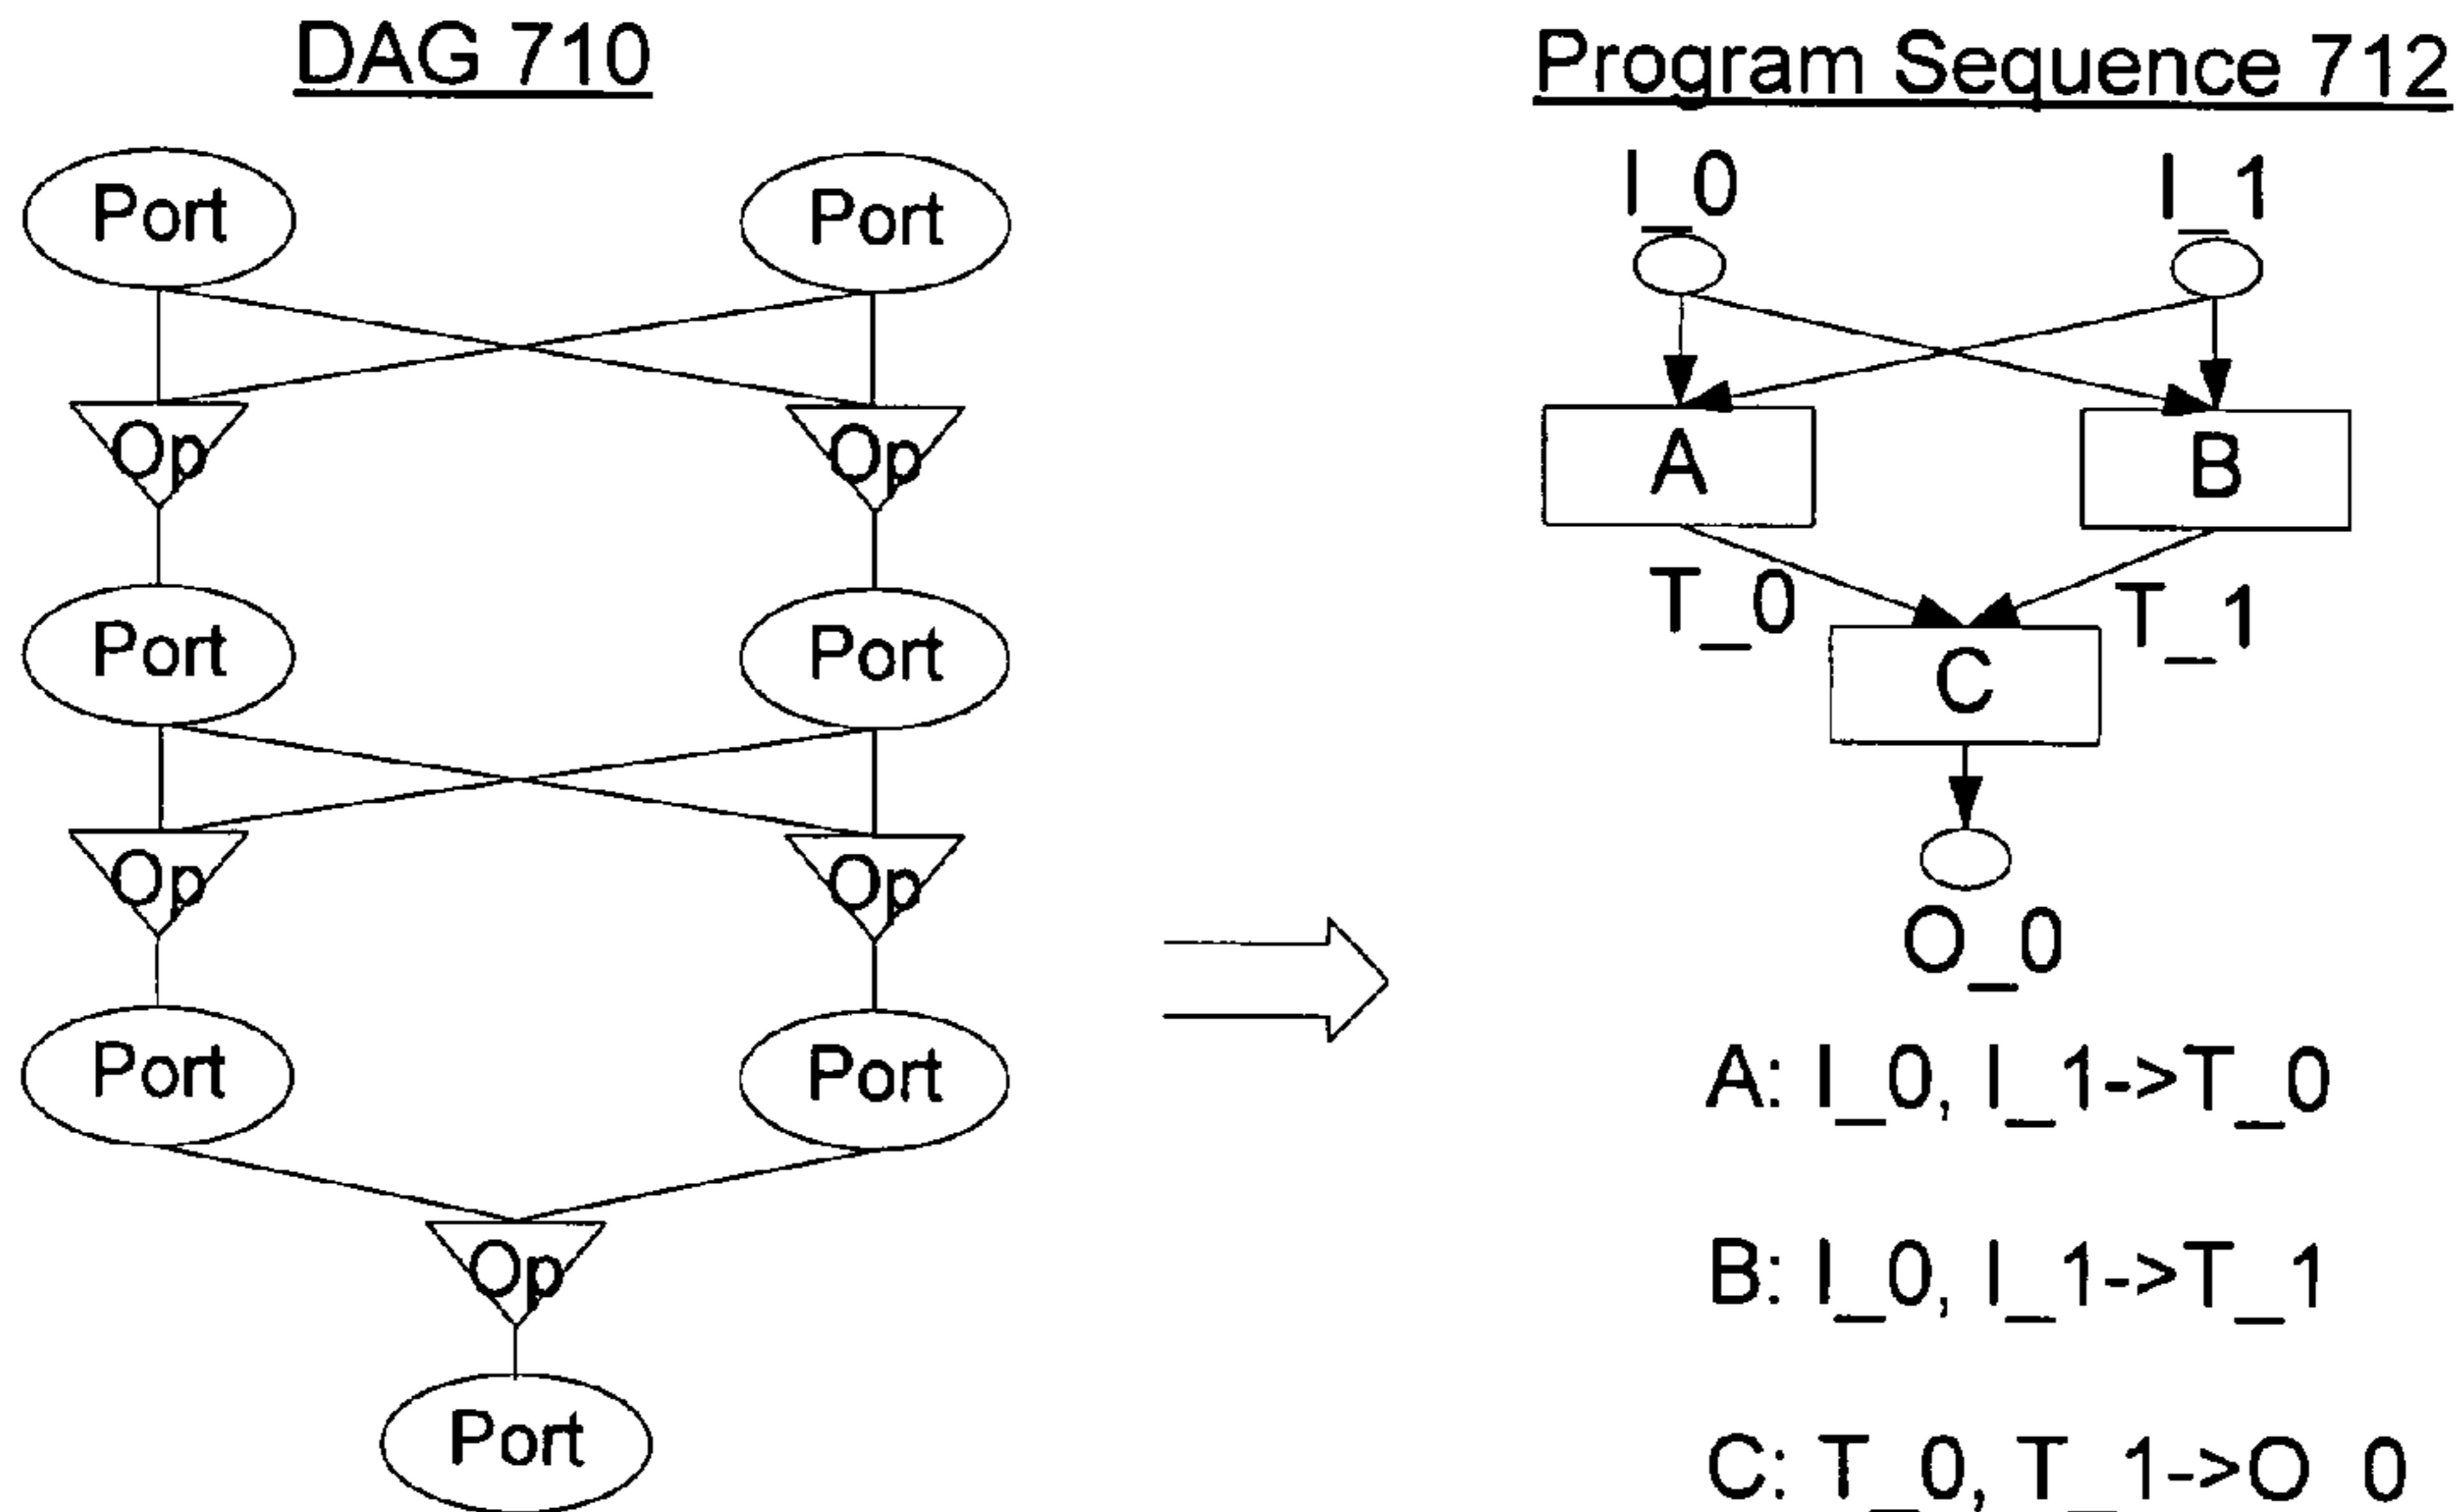 DAG 710
Port Port
Op Op
Port Port
Op Op
Port Port
Op
Port
Program Sequence 712
I_0 I_1
A B
T_0 T_1
C
O_0
A: I_0, I_1->T_0
B: I_0, I_1->T_1
C: T_0, T_1->O_0